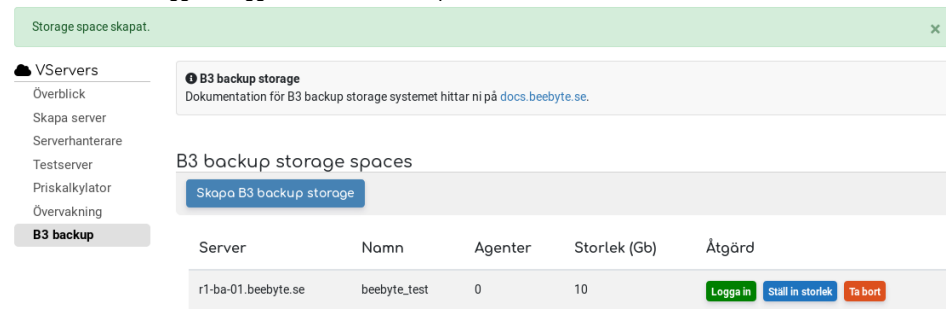 Storage space skapat.
×
VServers
Överblick
Skapa server
Serverhanterare
Testserver
Priskalkylator
Övervakning
B3 backup
B3 backup storage
Dokumentation för B3 backup storage systemet hittar ni på docs.beebyte.se.
B3 backup storage spaces
Skapa B3 backup storage
Server Namn Agenter Storlek (Gb) Åtgärd
r1-ba-01.beebyte.se beebyte_test 0 10 Logga in Ställ in storlek Ta bort